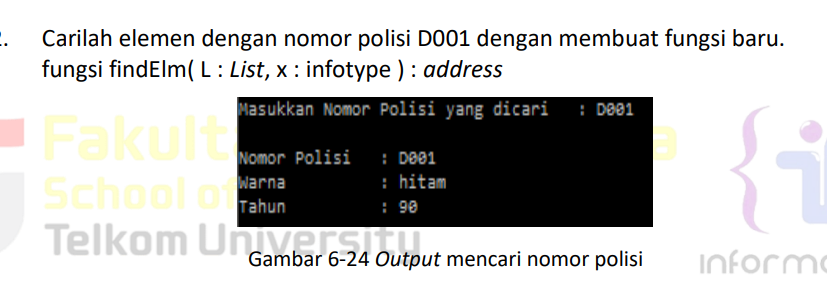 2. Carilah elemen dengan nomor polisi D001 dengan membuat fungsi baru.
fungsi findElm( L : List, x : infotype ) : address
Masukkan Nomor Polisi yang dicari : D001
Nomor Polisi : D001
Warna : hitam
Tahun : 90
Fakult
School of
Telkom University
informa
Gambar 6-24 Output mencari nomor polisi